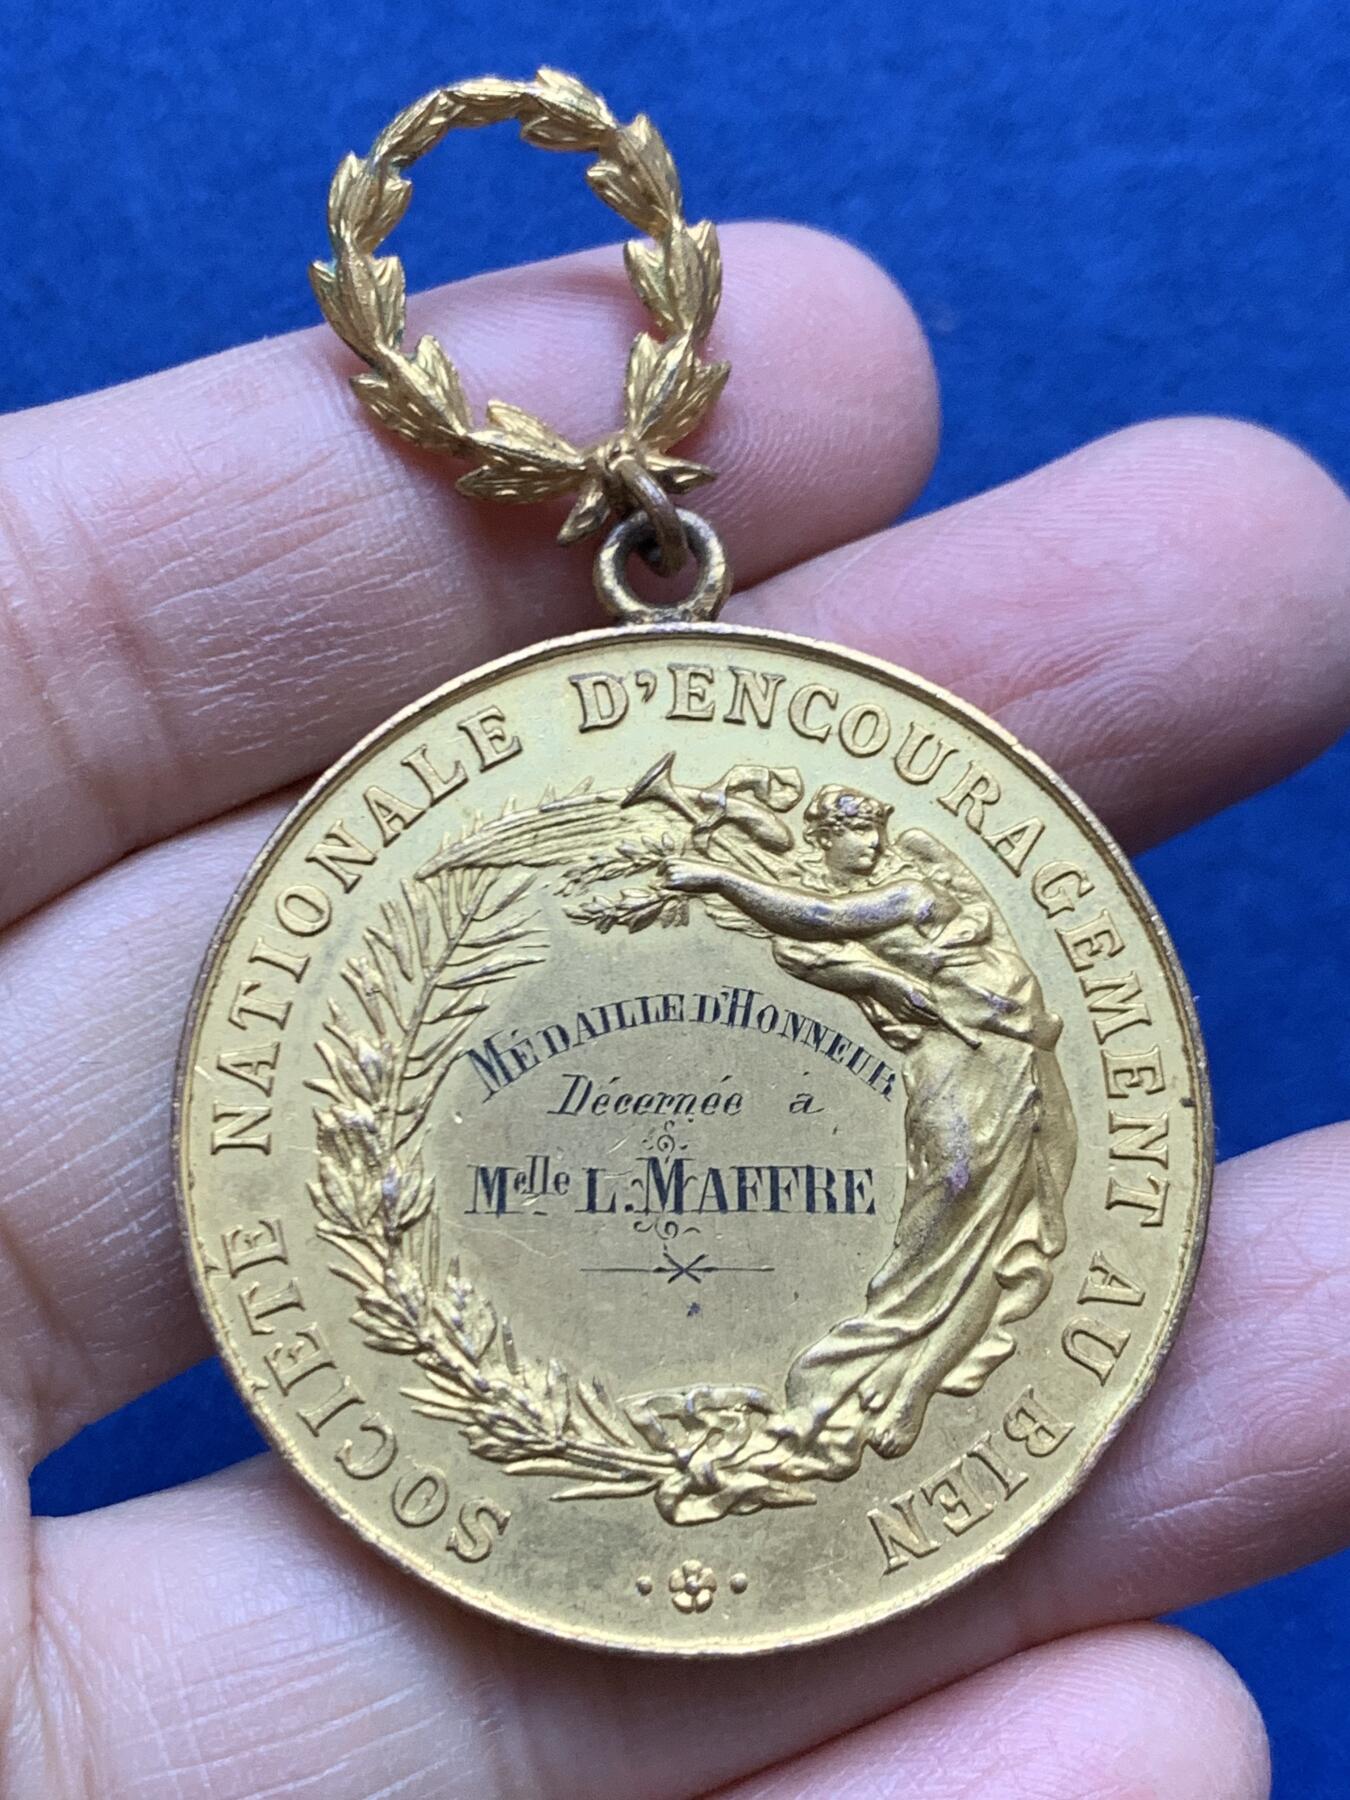 SOCIÉTÉ NATIONALE D'ENCOURAGEMENT AU BIEN
MÉDAILLE D'HONNEUR
Décernée à
Melle L. MAFFRE